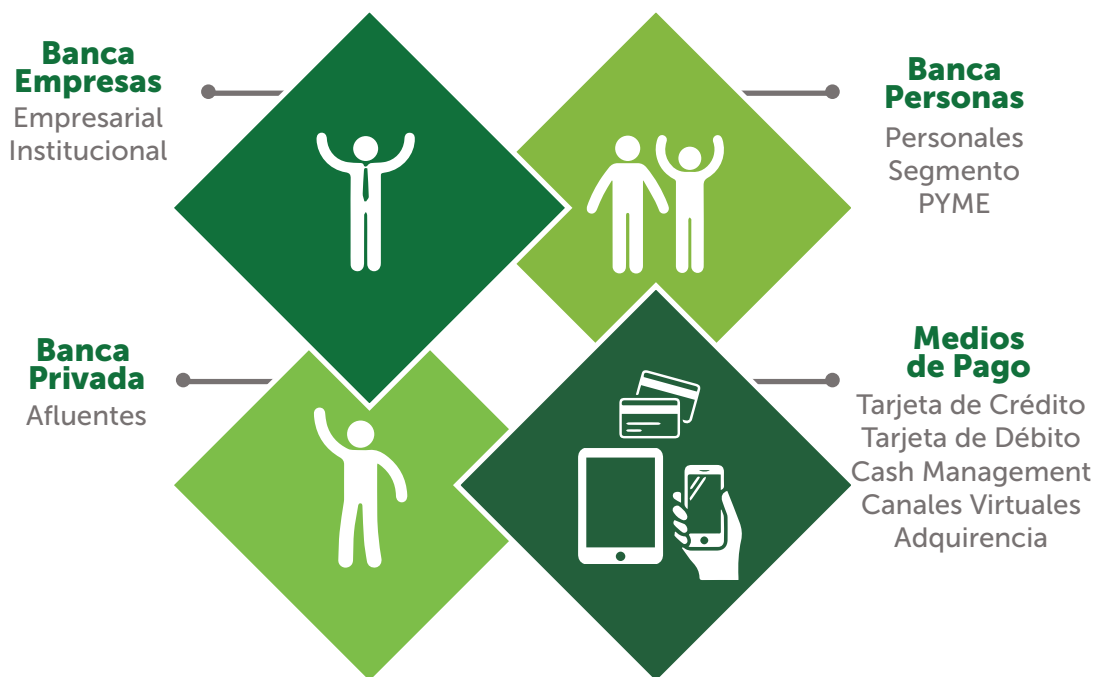 Banca
Empresas
Empresarial
Institucional
Banca
Personas
Personales
Segmento
PYME
Banca
Privada
Afluentes
Medios
de Pago
Tarjeta de Crédito
Tarjeta de Débito
Cash Management
Canales Virtuales
Adquirencia